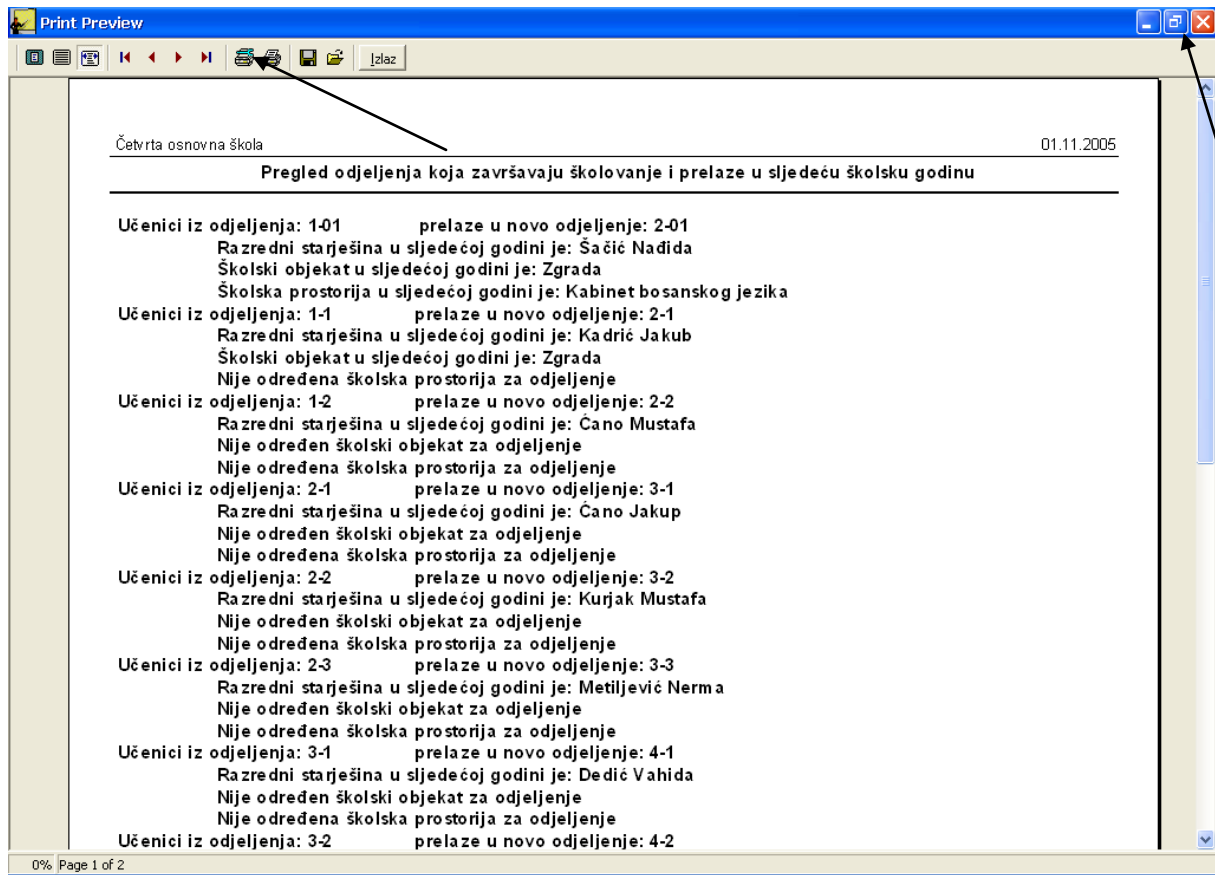 Print Preview
Izlaz
Četvrta osnovna škola 01.11.2005
Pregled odjeljenja koja završavaju školovanje i prelaze u sljedeću školsku godinu
Učenici iz odjeljenja: 1-01 prelaze u novo odjeljenje: 2-01
Razredni starješina u sljedećoj godini je: Šačić Nađida
Školski objekat u sljedećoj godini je: Zgrada
Školska prostorija u sljedećoj godini je: Kabinet bosanskog jezika
Učenici iz odjeljenja: 1-1 prelaze u novo odjeljenje: 2-1
Razredni starješina u sljedećoj godini je: Kadrić Jakub
Školski objekat u sljedećoj godini je: Zgrada
Nije određena školska prostorija za odjeljenje
Učenici iz odjeljenja: 1-2 prelaze u novo odjeljenje: 2-2
Razredni starješina u sljedećoj godini je: Ćano Mustafa
Nije određen školski objekat za odjeljenje
Nije određena školska prostorija za odjeljenje
Učenici iz odjeljenja: 2-1 prelaze u novo odjeljenje: 3-1
Razredni starješina u sljedećoj godini je: Ćano Jakup
Nije određen školski objekat za odjeljenje
Nije određena školska prostorija za odjeljenje
Učenici iz odjeljenja: 2-2 prelaze u novo odjeljenje: 3-2
Razredni starješina u sljedećoj godini je: Kurjak Mustafa
Nije određen školski objekat za odjeljenje
Nije određena školska prostorija za odjeljenje
Učenici iz odjeljenja: 2-3 prelaze u novo odjeljenje: 3-3
Razredni starješina u sljedećoj godini je: Metiljević Nerma
Nije određen školski objekat za odjeljenje
Nije određena školska prostorija za odjeljenje
Učenici iz odjeljenja: 3-1 prelaze u novo odjeljenje: 4-1
Razredni starješina u sljedećoj godini je: Dedić Vahida
Nije određen školski objekat za odjeljenje
Nije određena školska prostorija za odjeljenje
Učenici iz odjeljenja: 3-2 prelaze u novo odjeljenje: 4-2
0% Page 1 of 2